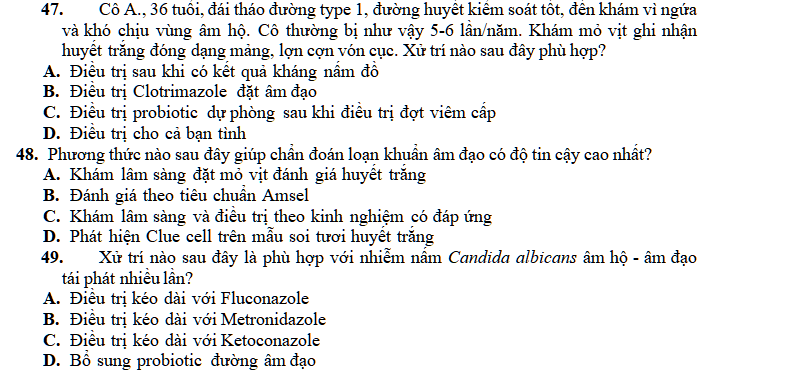 47. Cô A., 36 tuổi, đái tháo đường type 1, đường huyết kiểm soát tốt, đến khám vì ngứa
và khó chịu vùng âm hộ. Cô thường bị như vậy 5-6 lần/năm. Khám mỏ vịt ghi nhận
huyết trắng đóng dạng mảng, lợn cợn vón cục. Xử trí nào sau đây phù hợp?
A. Điều trị sau khi có kết quả kháng nấm đồ
B. Điều trị Clotrimazole đặt âm đạo
C. Điều trị probiotic dự phòng sau khi điều trị đợt viêm cấp
D. Điều trị cho cả bạn tình
48. Phương thức nào sau đây giúp chẩn đoán loạn khuẩn âm đạo có độ tin cậy cao nhất?
A. Khám lâm sàng đặt mỏ vịt đánh giá huyết trắng
B. Đánh giá theo tiêu chuẩn Amsel
C. Khám lâm sàng và điều trị theo kinh nghiệm có đáp ứng
D. Phát hiện Clue cell trên mẫu soi tươi huyết trắng
49. Xử trí nào sau đây là phù hợp với nhiễm nấm Candida albicans âm hộ - âm đạo
tái phát nhiều lần?
A. Điều trị kéo dài với Fluconazole
B. Điều trị kéo dài với Metronidazole
C. Điều trị kéo dài với Ketoconazole
D. Bổ sung probiotic đường âm đạo